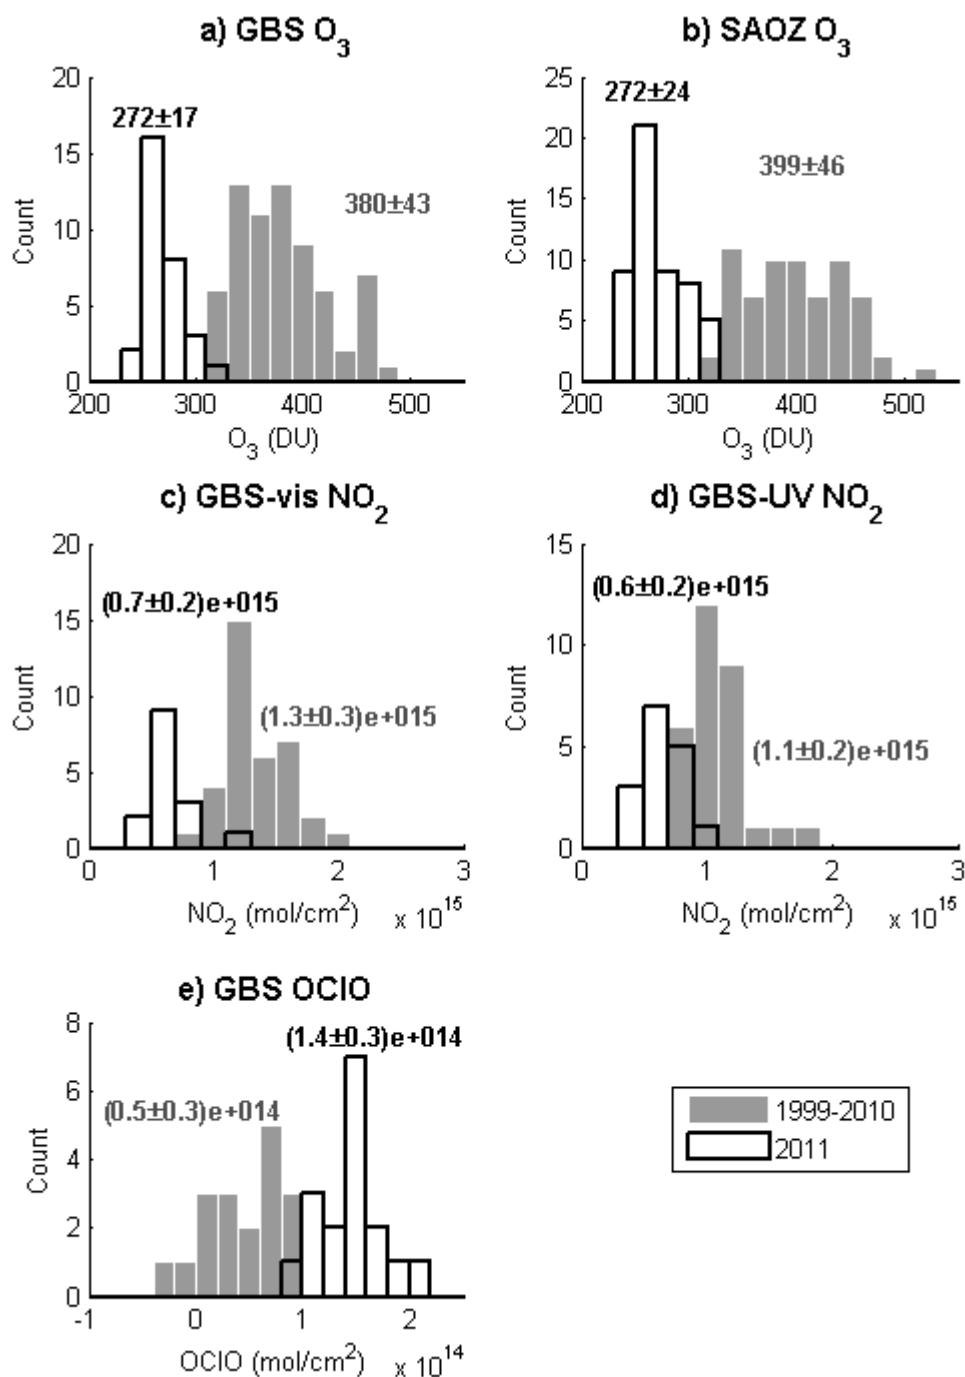 a) GBS O3
b) SAOZ O3
20
15
10
5
0
Count
272±17
380±43
200
300
400
500
O3 (DU)
25
20
15
10
5
0
Count
272±24
399±46
200
300
400
500
O3 (DU)
c) GBS-vis NO2
d) GBS-UV NO2
20
15
10
5
0
Count
(0.7±0.2)e+015
(1.3±0.3)e+015
0
1
2
3
NO2 (mol/cm2)
x 10^15
15
10
5
0
Count
(0.6±0.2)e+015
(1.1±0.2)e+015
0
1
2
3
NO2 (mol/cm2)
x 10^15
e) GBS OClO
8
6
4
2
0
Count
(1.4±0.3)e+014
(0.5±0.3)e+014
-1
0
1
2
OClO (mol/cm2)
x 10^14
1999-2010
2011